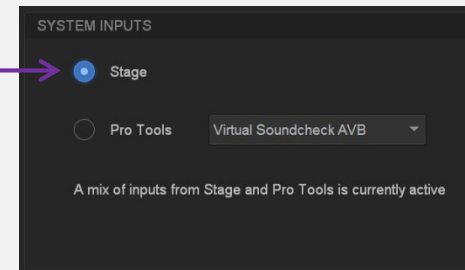 SYSTEM INPUTS
Stage
Pro Tools Virtual Soundcheck AVB
A mix of inputs from Stage and Pro Tools is currently active